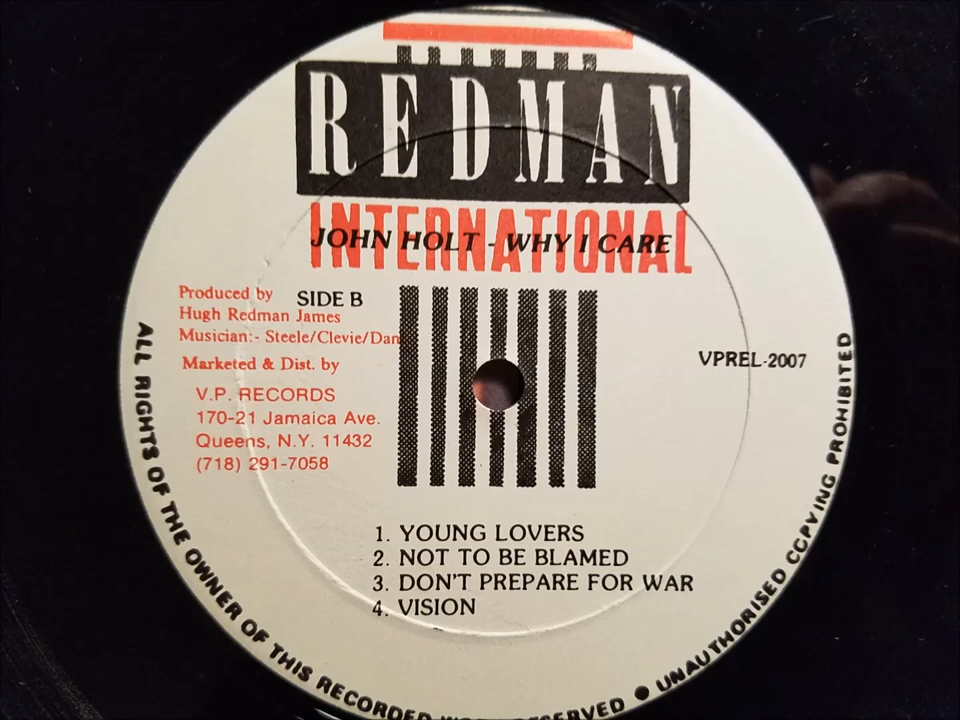 REDMAN
INTERNATIONAL
JOHN HOLT - WHY I CARE
Produced by
SIDE B
Hugh Redman James
Musician:- Steele/Clevie/Dan
Marketed & Dist. by
V.P. RECORDS
170-21 Jamaica Ave.
Queens, N.Y. 11432
(718) 291-7058
VPREL-2007
1. YOUNG LOVERS
2. NOT TO BE BLAMED
3. DON'T PREPARE FOR WAR
4. VISION
ALL RIGHTS OF THE OWNER OF THIS RECORDED WORK RESERVED ● UNAUTHORISED COPYING PROHIBITED